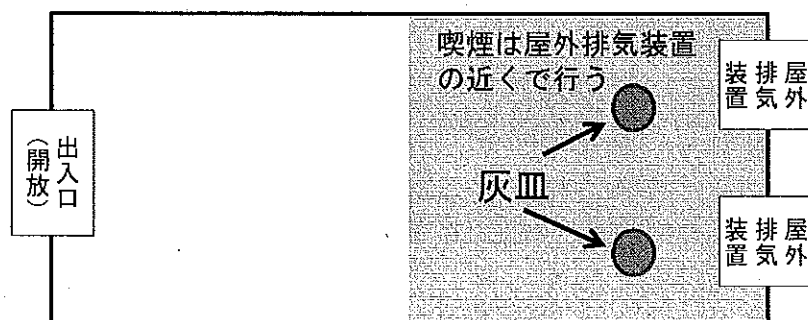 喫煙は屋外排気装置
の近くで行う
屋外
排気
装置
出入口
（開放）
灰皿
屋外
排気
装置